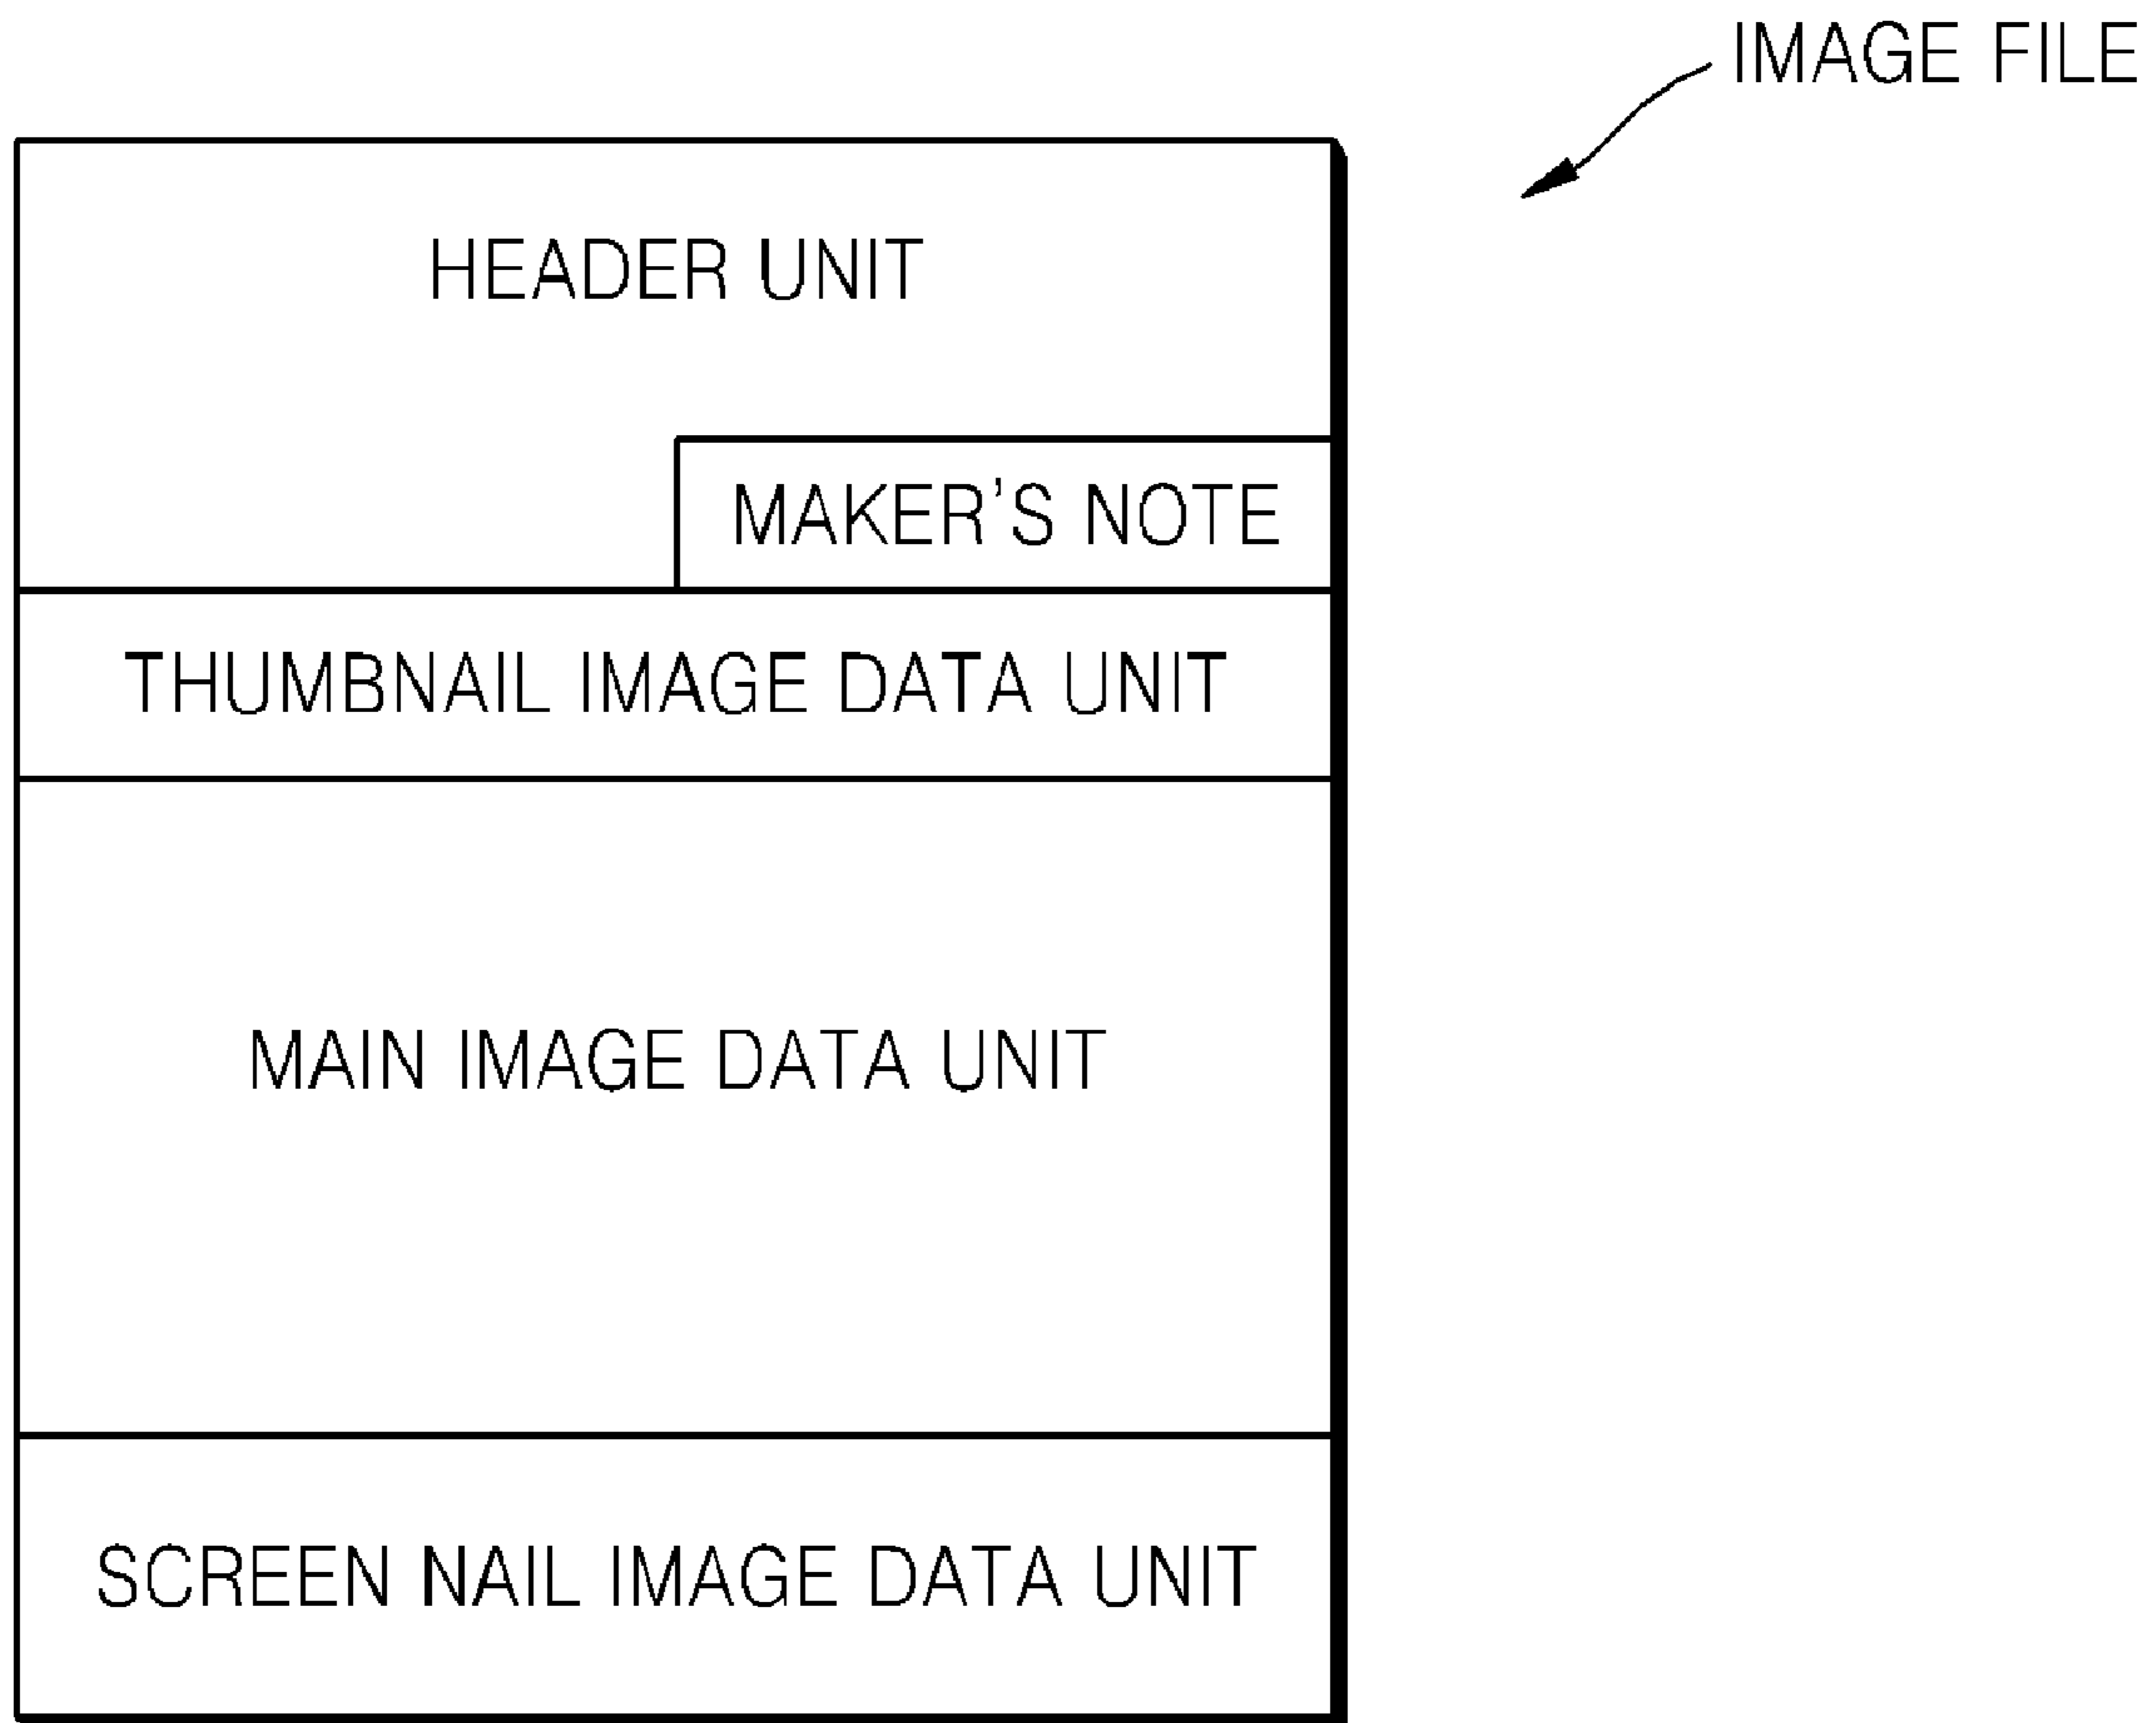 IMAGE FILE
HEADER UNIT
MAKER'S NOTE
THUMBNAIL IMAGE DATA UNIT
MAIN IMAGE DATA UNIT
SCREEN NAIL IMAGE DATA UNIT